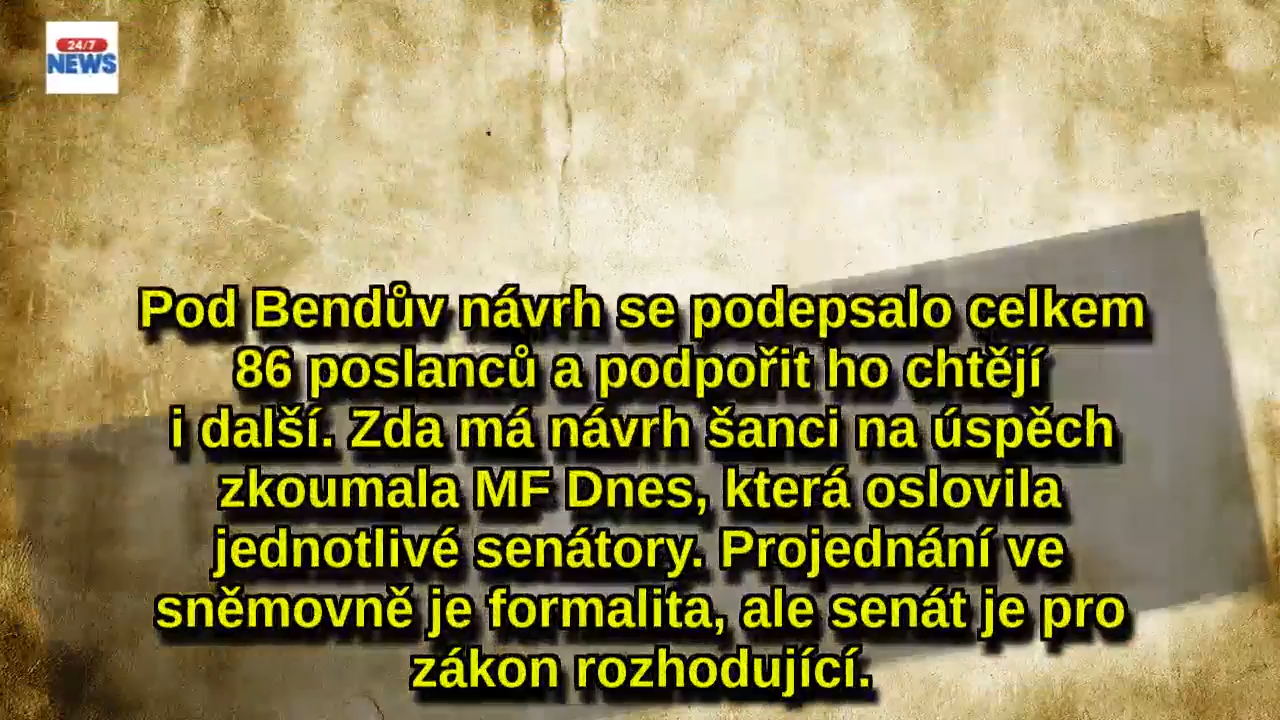 24/7
NEWS
Pod Bendův návrh se podepsalo celkem
86 poslanců a podpořit ho chtějí
i další. Zda má návrh šanci na úspěch
zkoumala MF Dnes, která oslovila
jednotlivé senátory. Projednání ve
sněmovně je formalita, ale senát je pro
zákon rozhodující.